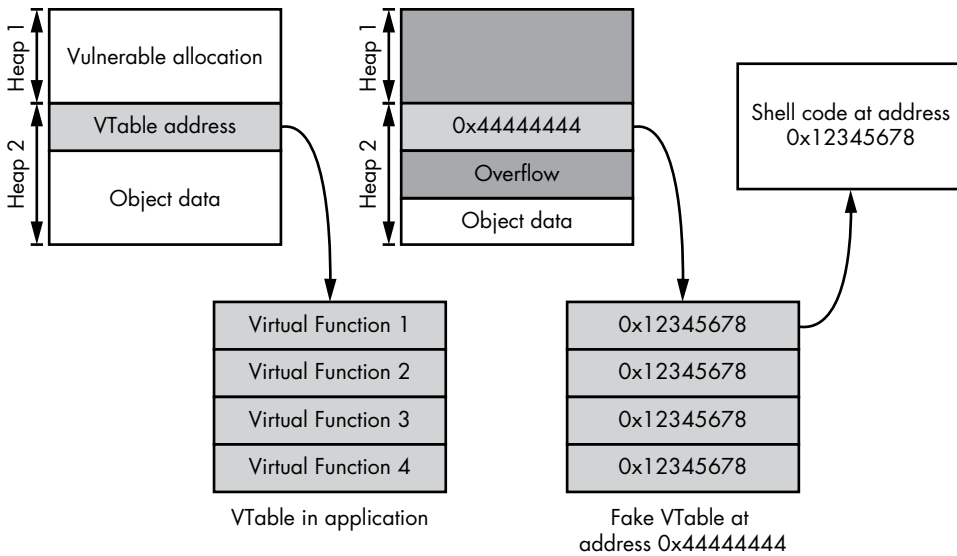 Heap 1
Vulnerable allocation
Heap 2
VTable address
Object data
Heap 1
Heap 2
0x44444444
Overflow
Object data
Shell code at address
0x12345678
Virtual Function 1
Virtual Function 2
Virtual Function 3
Virtual Function 4
VTable in application
0x12345678
0x12345678
0x12345678
0x12345678
Fake VTable at
address 0x44444444